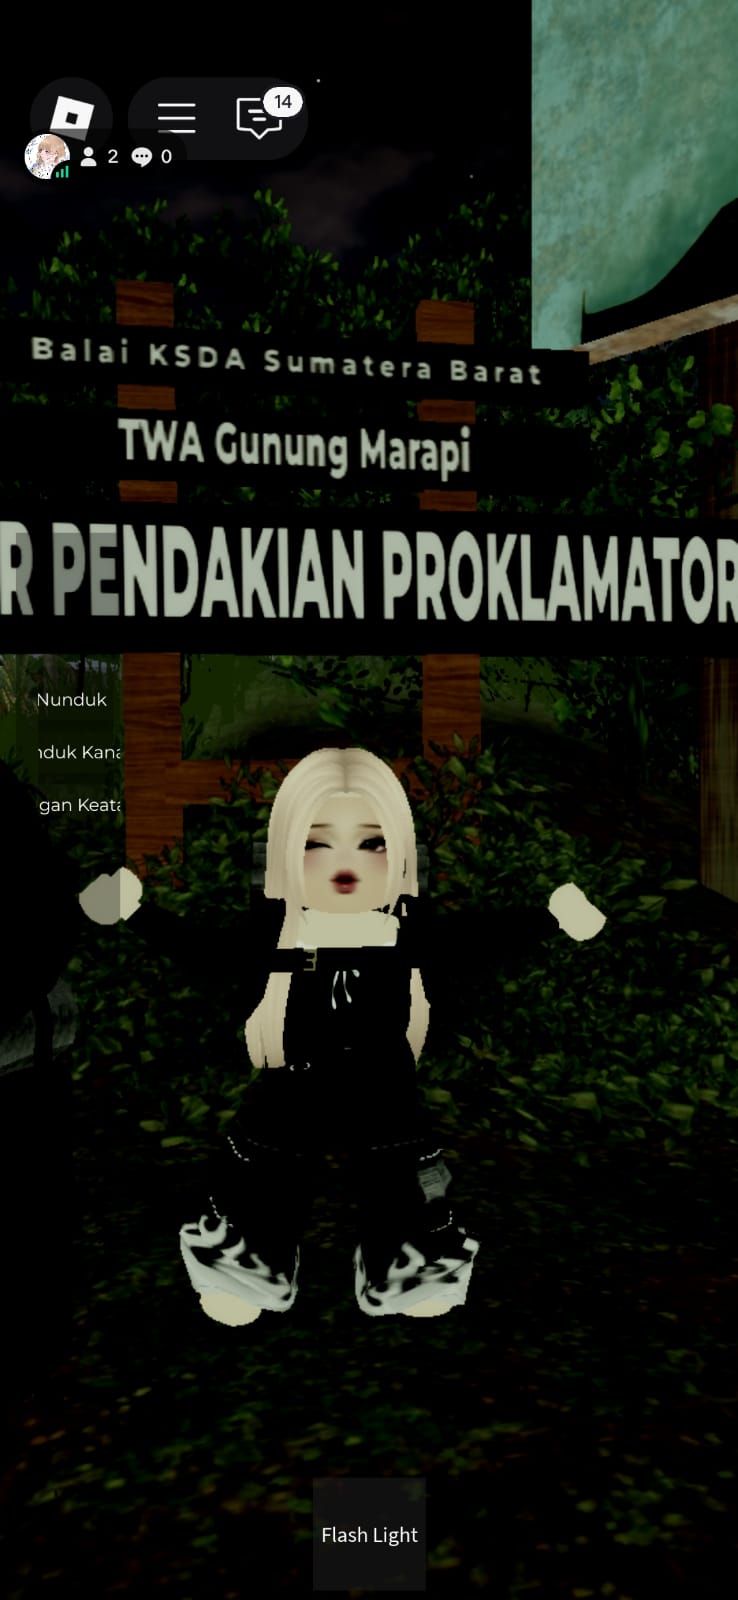 14
2 0
Balai KSDA Sumatera Barat
TWA Gunung Marapi
R PENDAKIAN PROKLAMATOR
Nunduk
nduk Kana
gan Keata
Flash Light